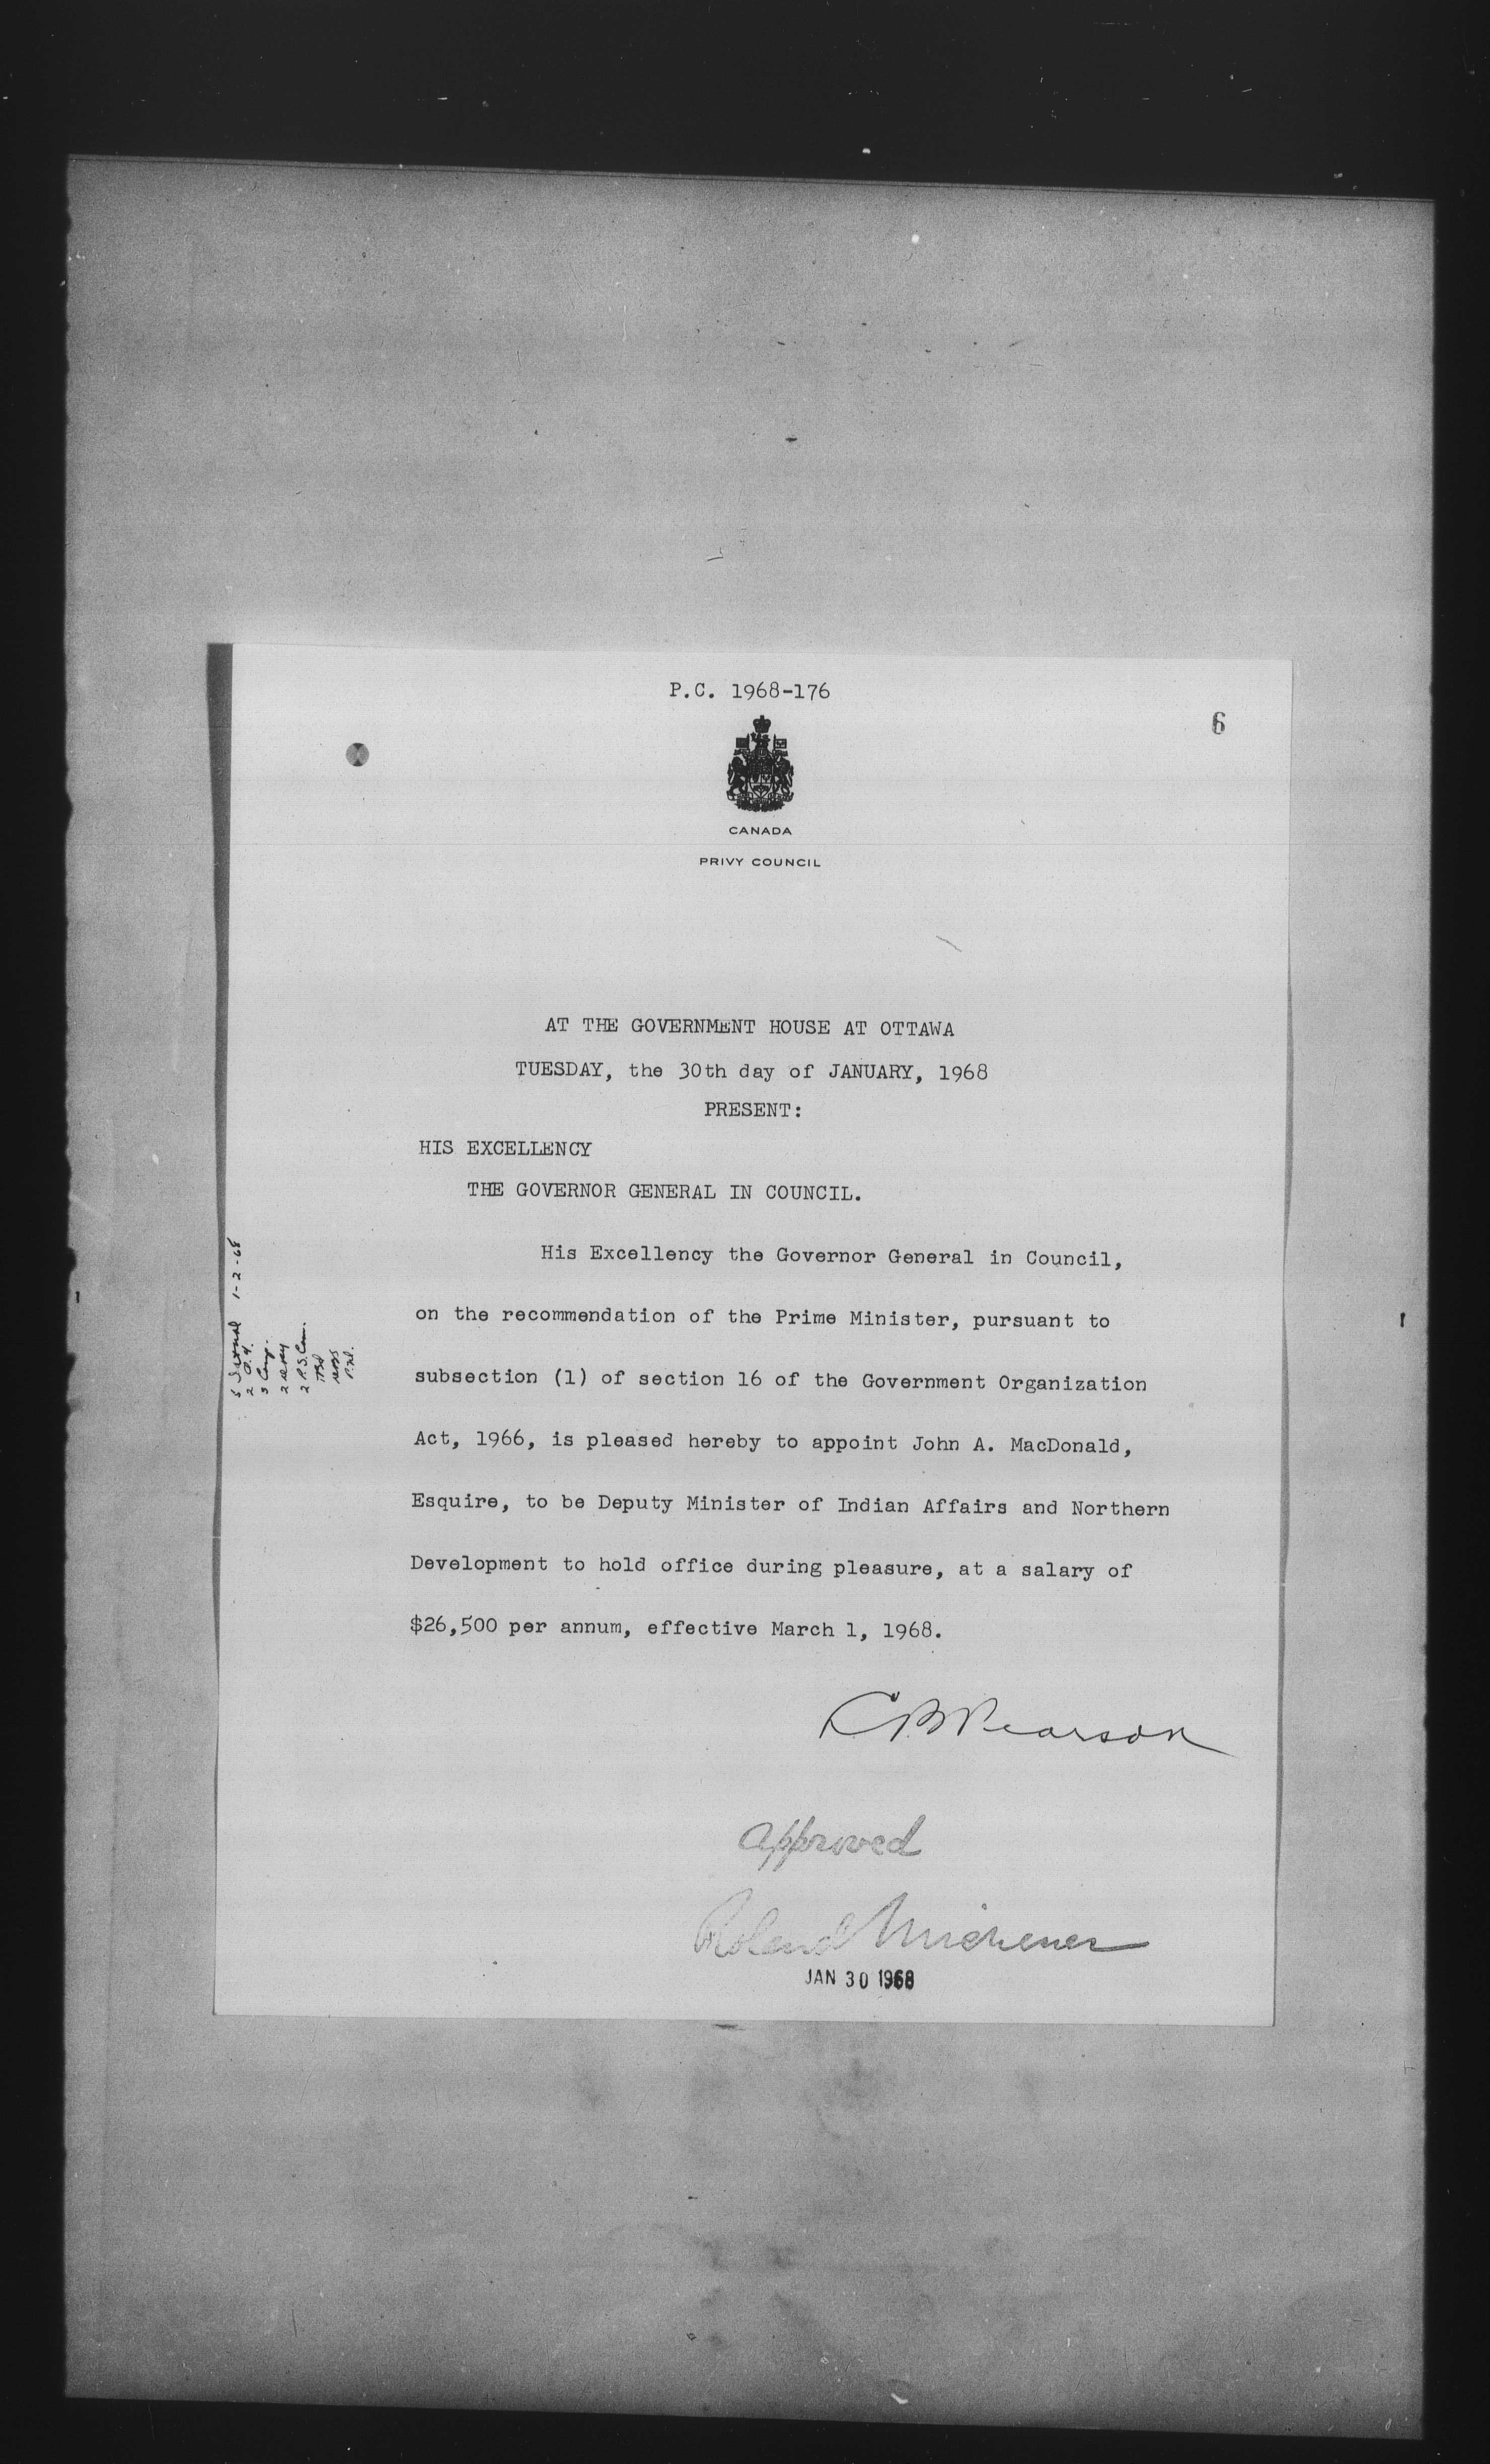 P.C. 1968-176
6
CANADA
PRIVY COUNCIL
AT THE GOVERNMENT HOUSE AT OTTAWA
TUESDAY, the 30th day of JANUARY, 1968
PRESENT:
HIS EXCELLENCY
THE GOVERNOR GENERAL IN COUNCIL.
His Excellency the Governor General in Council,
on the recommendation of the Prime Minister, pursuant to
subsection (1) of section 16 of the Government Organization
Act, 1966, is pleased hereby to appoint John A. MacDonald,
Esquire, to be Deputy Minister of Indian Affairs and Northern
Development to hold office during pleasure, at a salary of
$26,500 per annum, effective March 1, 1968.
LBPearson
approved
Roland Michener
JAN 30 1968
1-2-68